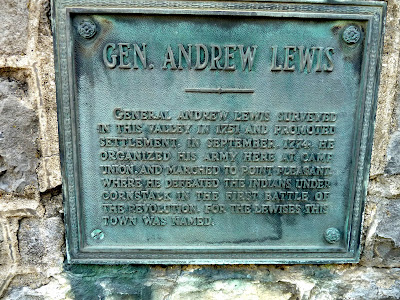 GEN. ANDREW LEWIS
GENERAL ANDREW LEWIS SURVEYED
IN THIS VALLEY IN 1751 AND PROMOTED
SETTLEMENT. IN SEPTEMBER, 1774, HE
ORGANIZED HIS ARMY HERE AT CAMP
UNION, AND MARCHED TO POINT PLEASANT,
WHERE HE DEFEATED THE INDIANS UNDER
CORNSTALK IN THE FIRST BATTLE OF
THE REVOLUTION. FOR THE LEWISES THIS
TOWN WAS NAMED.